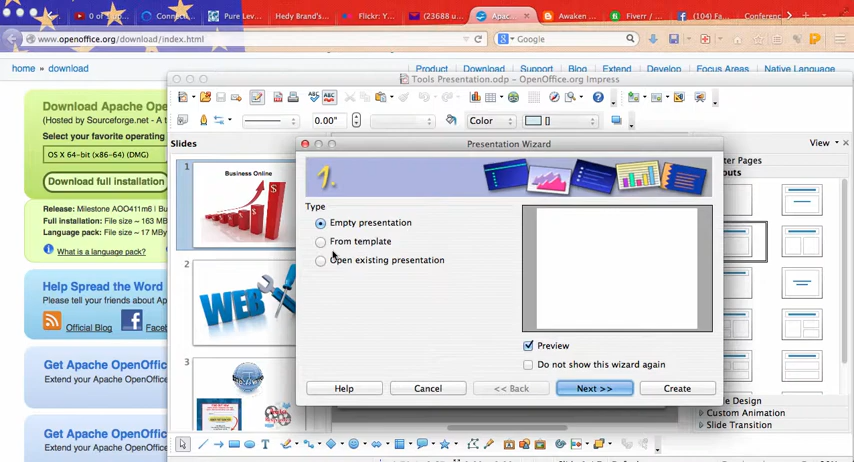 0 of
Connect
Pure Lev
Hedy Brand's
Flickr: Y
(23688 u
Apac
Awaken
Fiverr /
(104) Fa
Conferenc
www.openoffice.org/download/index.html
Google
home » download
Product Download Support Blog Extend Develop Focus Areas Native Language
Tools Presentation.odp – OpenOffice.org Impress
Download Apache Ope
(Hosted by Sourceforge.net - A t
Select your favorite operating
OS X 64-bit (x86-64) (DMG)
Download full installation
Release: Milestone AOO411m6 |
Full installation: File size ~ 163 M
Language pack: File size ~ 17 MBy
What is a language pack?
Help Spread the Word
Please tell your friends about Ap
Official Blog
Faceb
Get Apache OpenOffi
Extend your Apache OpenOffice
Get Apache OpenOffi
Extend your Apache OpenOffice
0.00"
Color
Slides
1
Business Online
2
WEB
3
Presentation Wizard
1.
Type
Empty presentation
From template
Open existing presentation
Preview
Do not show this wizard again
Help
Cancel
<< Back
Next >>
Create
View
ter Pages
outs
e Design
Custom Animation
Slide Transition